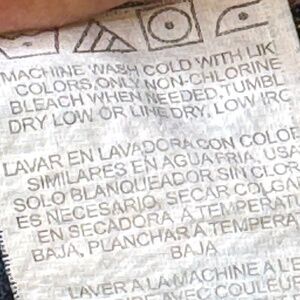 MACHINE WASH COLD WITH LIK
COLORS, ONLY NON-CHLORINE
BLEACH WHEN NEEDED. TUMBL
DRY LOW OR LINE DRY, LOW IRO
LAVAR EN LAVADORA CON COLOR
SIMILARES EN AGUA FRIA, USA
SOLO BLANQUEADOR SIN CLOR
ES NECESARIO, SECAR COLGA
EN SECADORA A TEMPERAT
BAJA, PLANCHAR A TEMPERA
BAJA
LAVER A LA MACHINE A L'E
AVEC COULEU